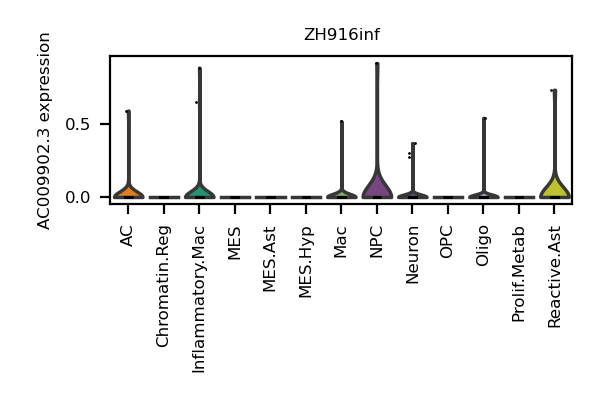 ZH916inf
AC009902.3 expression
0.5
0.0
AC
Chromatin.Reg
Inflammatory.Mac
MES
MES.Ast
MES.Hyp
Mac
NPC
Neuron
OPC
Oligo
Prolif.Metab
Reactive.Ast